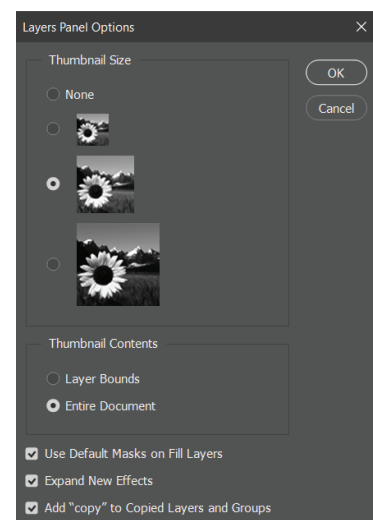 Layers Panel Options
Thumbnail Size
OK
None
Cancel
Thumbnail Contents
Layer Bounds
Entire Document
Use Default Masks on Fill Layers
Expand New Effects
Add “copy” to Copied Layers and Groups